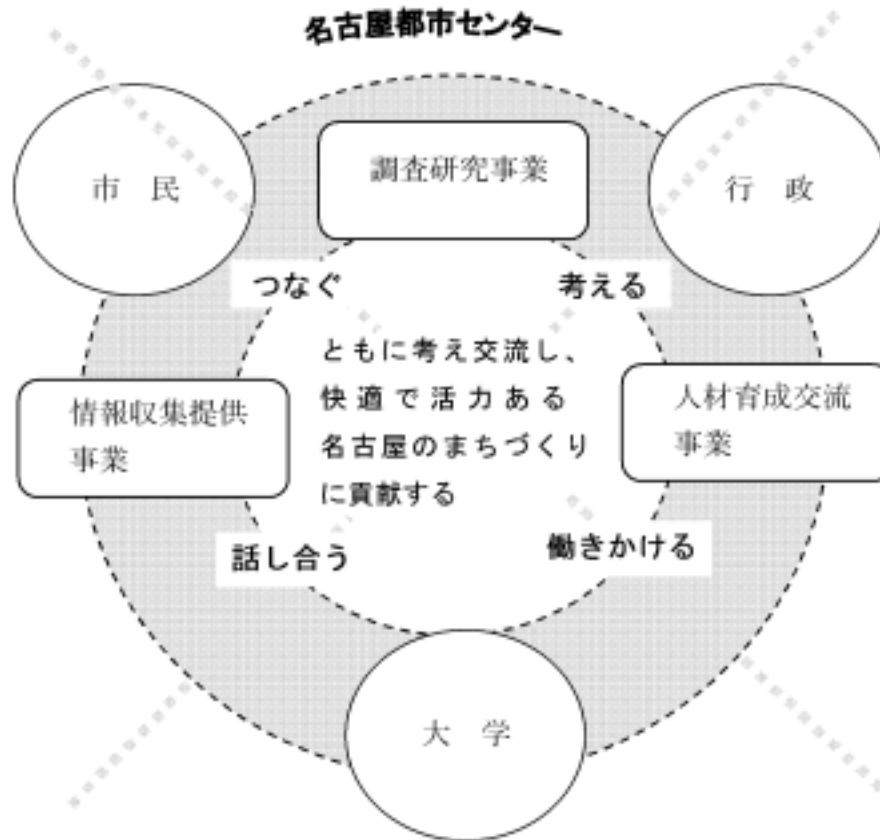 名古屋都市センター
市　民
調査研究事業
行　政
つなぐ
考える
ともに考え交流し、
快適で活力ある
名古屋のまちづくり
に貢献する
情報収集提供
事業
人材育成交流
事業
話し合う
働きかける
大　学